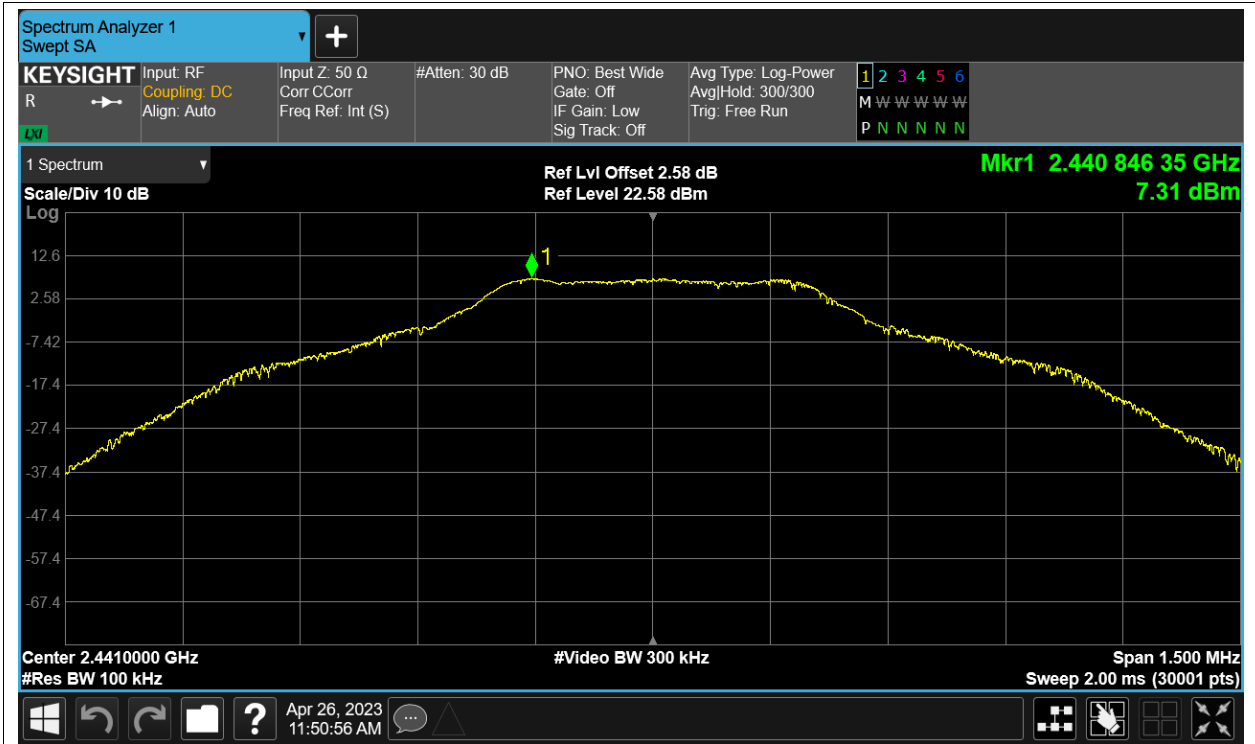 Spectrum Analyzer 1
Swept SA
KEYSIGHT
R
LXI
Input: RF
Coupling: DC
Align: Auto
Input Z: 50 Ω
Corr CCorr
Freq Ref: Int (S)
#Atten: 30 dB
PNO: Best Wide
Gate: Off
IF Gain: Low
Sig Track: Off
Avg Type: Log-Power
Avg|Hold: 300/300
Trig: Free Run
1 2 3 4 5 6
M W W W W W
P N N N N N
1 Spectrum
Scale/Div 10 dB
Log
Ref Lvl Offset 2.58 dB
Ref Level 22.58 dBm
Mkr1 2.440 846 35 GHz
7.31 dBm
1
12.6
2.58
-7.42
-17.4
-27.4
-37.4
-47.4
-57.4
-67.4
Center 2.4410000 GHz
#Res BW 100 kHz
#Video BW 300 kHz
Span 1.500 MHz
Sweep 2.00 ms (30001 pts)
?
Apr 26, 2023
11:50:56 AM